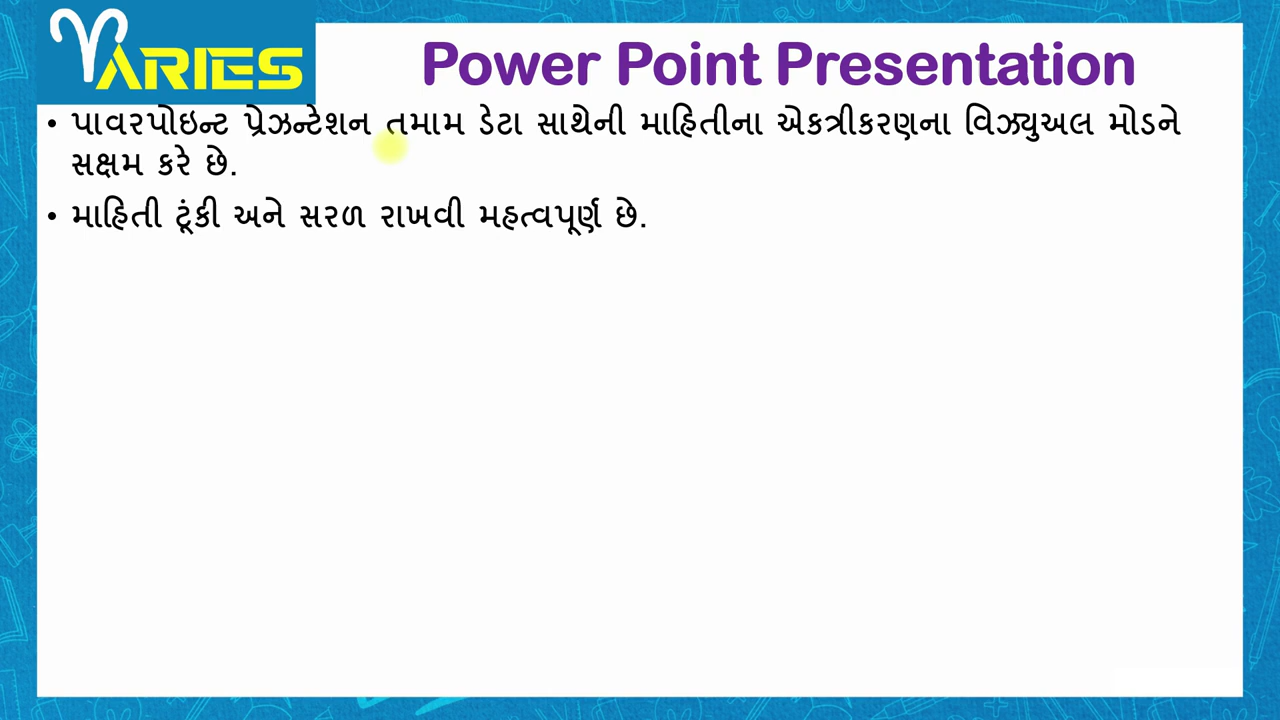 ARIES
Power Point Presentation
• પાવરપોઇન્ટ પ્રેઝન્ટેશન તમામ ડેટા સાથેની માહિતીના એકત્રીકરણના વિઝ્યુઅલ મોડને
સક્ષમ કરે છે.
• માહિતી ટૂંકી અને સરળ રાખવી મહત્વપૂર્ણ છે.